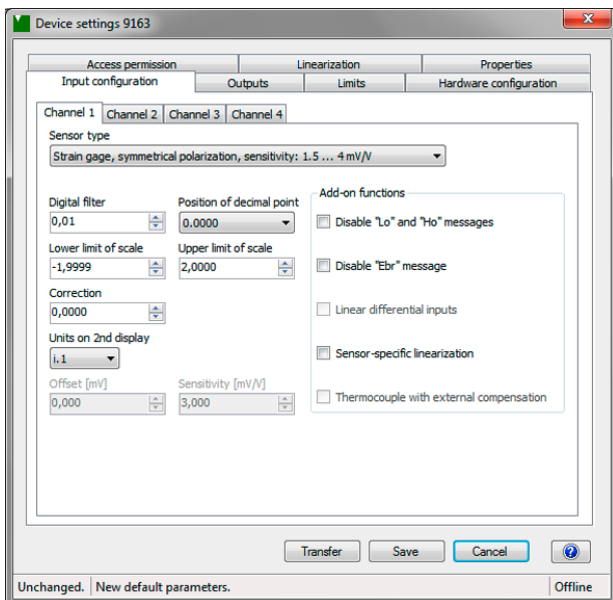 Device settings 9163
Access permission
Linearization
Properties
Input configuration
Outputs
Limits
Hardware configuration
Channel 1
Channel 2
Channel 3
Channel 4
Sensor type
Strain gage, symmetrical polarization, sensitivity: 1.5 ... 4 mV/V
Digital filter
Position of decimal point
0,01
0.0000
Lower limit of scale
Upper limit of scale
-1,9999
2,0000
Correction
0,0000
Units on 2nd display
i.1
Offset [mV]
Sensitivity [mV/V]
0,000
3,000
Add-on functions
Disable "Lo" and "Ho" messages
Disable "Ebr" message
Linear differential inputs
Sensor-specific linearization
Thermocouple with external compensation
Transfer
Save
Cancel
?
Unchanged.
New default parameters.
Offline